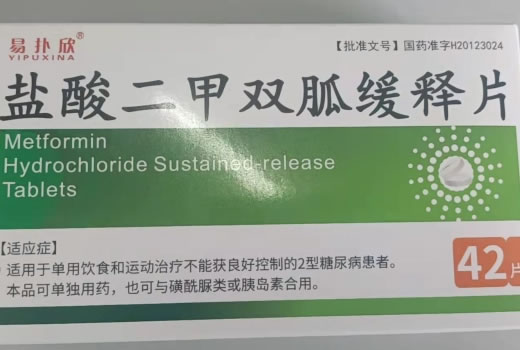 易扑欣®
YIPUXINA
【批准文号】国药准字H20123024
盐酸二甲双胍缓释片
Metformin
Hydrochloride Sustained-release
Tablets
【适应症】
适用于单用饮食和运动治疗不能获良好控制的2型糖尿病患者。
本品可单独用药，也可与磺酰脲类或胰岛素合用。
42片